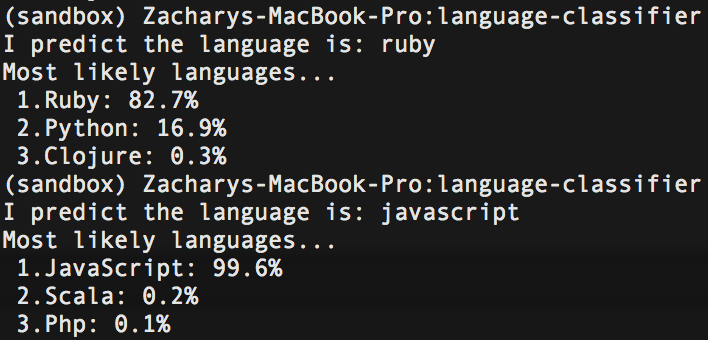 (sandbox) Zacharys-MacBook-Pro:language-classifier
I predict the language is: ruby
Most likely languages...
1.Ruby: 82.7%
2.Python: 16.9%
3.Clojure: 0.3%
(sandbox) Zacharys-MacBook-Pro:language-classifier
I predict the language is: javascript
Most likely languages...
1.JavaScript: 99.6%
2.Scala: 0.2%
3.Php: 0.1%